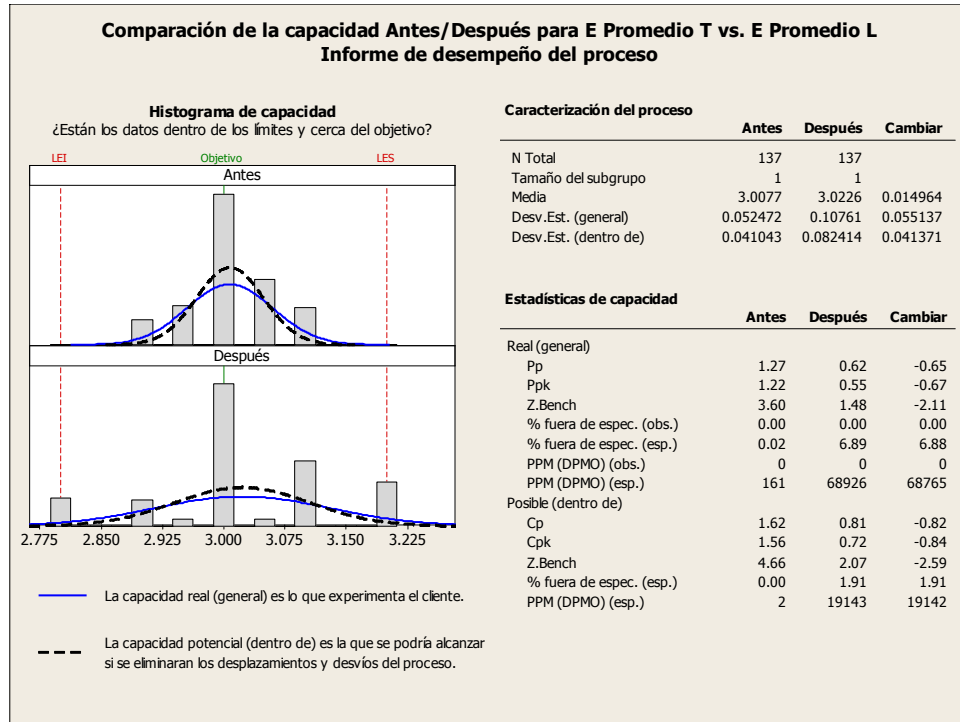 Comparación de la capacidad Antes/Después para E Promedio T vs. E Promedio L
Informe de desempeño del proceso
Histograma de capacidad
¿Están los datos dentro de los límites y cerca del objetivo?
LEI Objetivo LES
Antes
Después
2.775 2.850 2.925 3.000 3.075 3.150 3.225
La capacidad real (general) es lo que experimenta el cliente.
La capacidad potencial (dentro de) es la que se podría alcanzar
si se eliminaran los desplazamientos y desvíos del proceso.
Caracterización del proceso
Antes Después Cambiar
N Total 137 137
Tamaño del subgrupo 1 1
Media 3.0077 3.0226 0.014964
Desv.Est. (general) 0.052472 0.10761 0.055137
Desv.Est. (dentro de) 0.041043 0.082414 0.041371
Estadísticas de capacidad
Antes Después Cambiar
Real (general)
Pp 1.27 0.62 -0.65
Ppk 1.22 0.55 -0.67
Z.Bench 3.60 1.48 -2.11
% fuera de espec. (obs.) 0.00 0.00 0.00
% fuera de espec. (esp.) 0.02 6.89 6.88
PPM (DPMO) (obs.) 0 0 0
PPM (DPMO) (esp.) 161 68926 68765
Posible (dentro de)
Cp 1.62 0.81 -0.82
Cpk 1.56 0.72 -0.84
Z.Bench 4.66 2.07 -2.59
% fuera de espec. (esp.) 0.00 1.91 1.91
PPM (DPMO) (esp.) 2 19143 19142